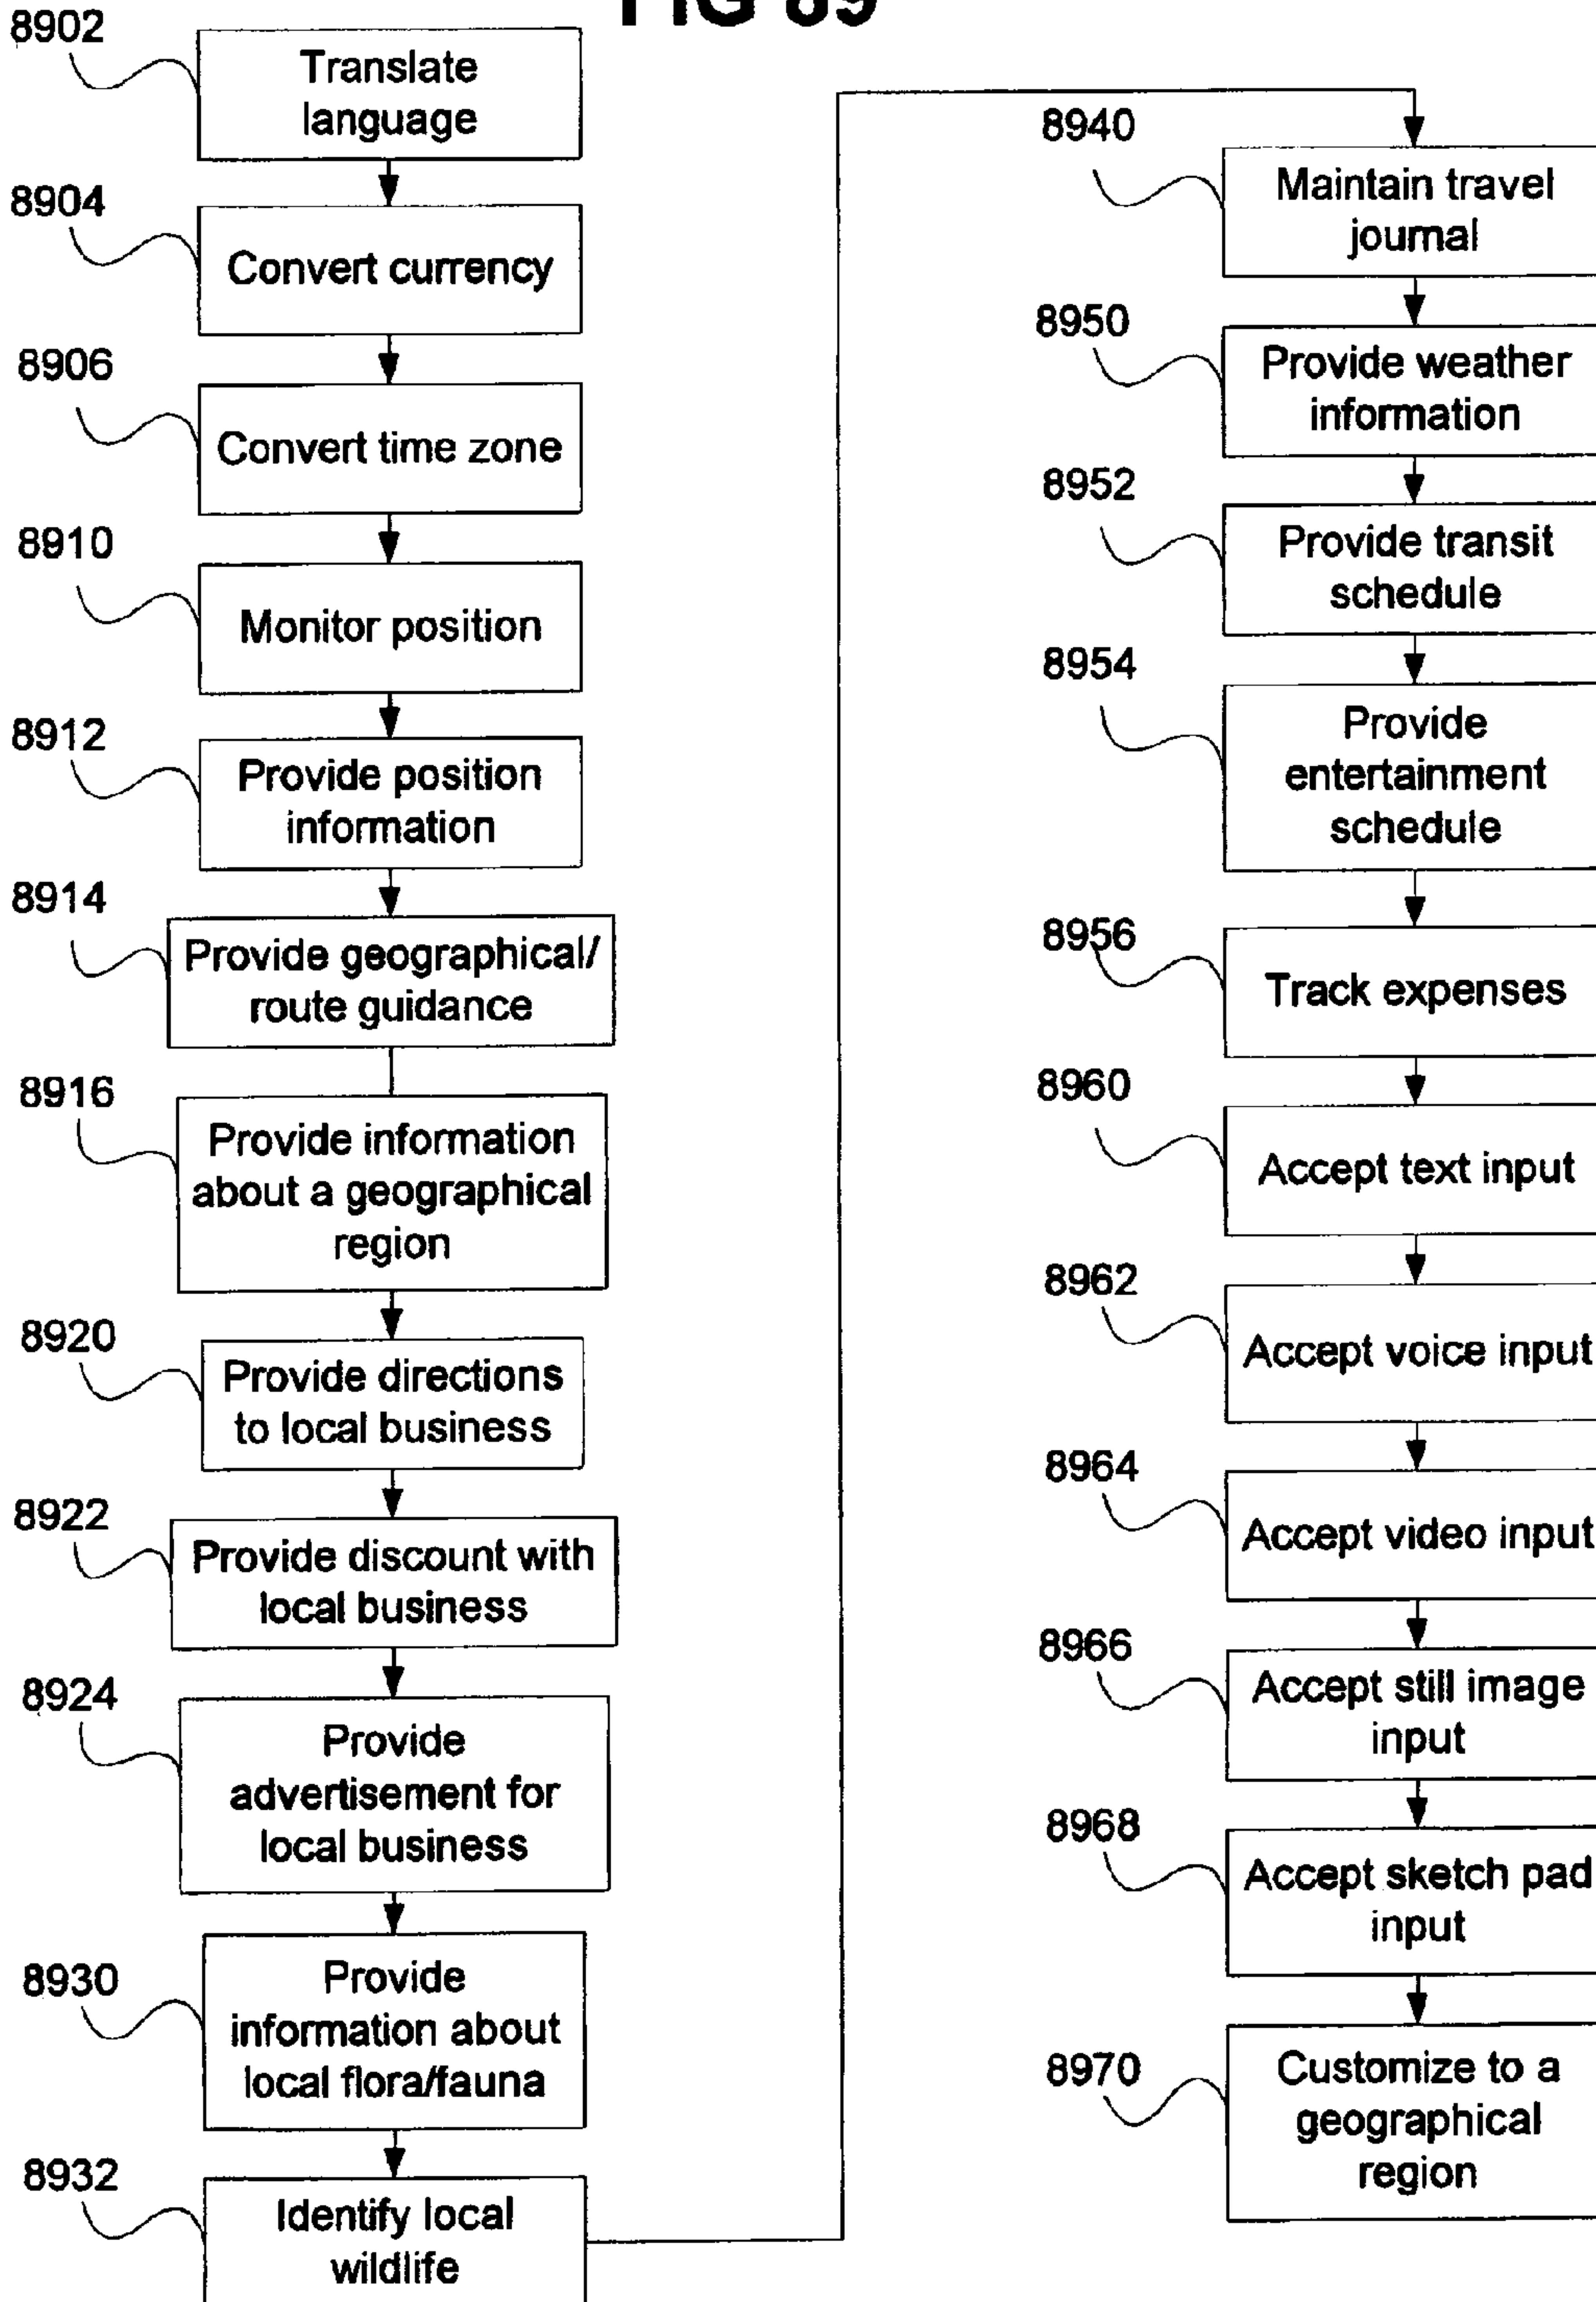 FIG 89
8902
Translate
language
8904
Convert currency
8906
Convert time zone
8910
Monitor position
8912
Provide position
information
8914
Provide geographical/
route guidance
8916
Provide information
about a geographical
region
8920
Provide directions
to local business
8922
Provide discount with
local business
8924
Provide
advertisement for
local business
8930
Provide
information about
local flora/fauna
8932
Identify local
wildlife
8940
Maintain travel
journal
8950
Provide weather
information
8952
Provide transit
schedule
8954
Provide
entertainment
schedule
8956
Track expenses
8960
Accept text input
8962
Accept voice input
8964
Accept video input
8966
Accept still image
input
8968
Accept sketch pad
input
8970
Customize to a
geographical
region